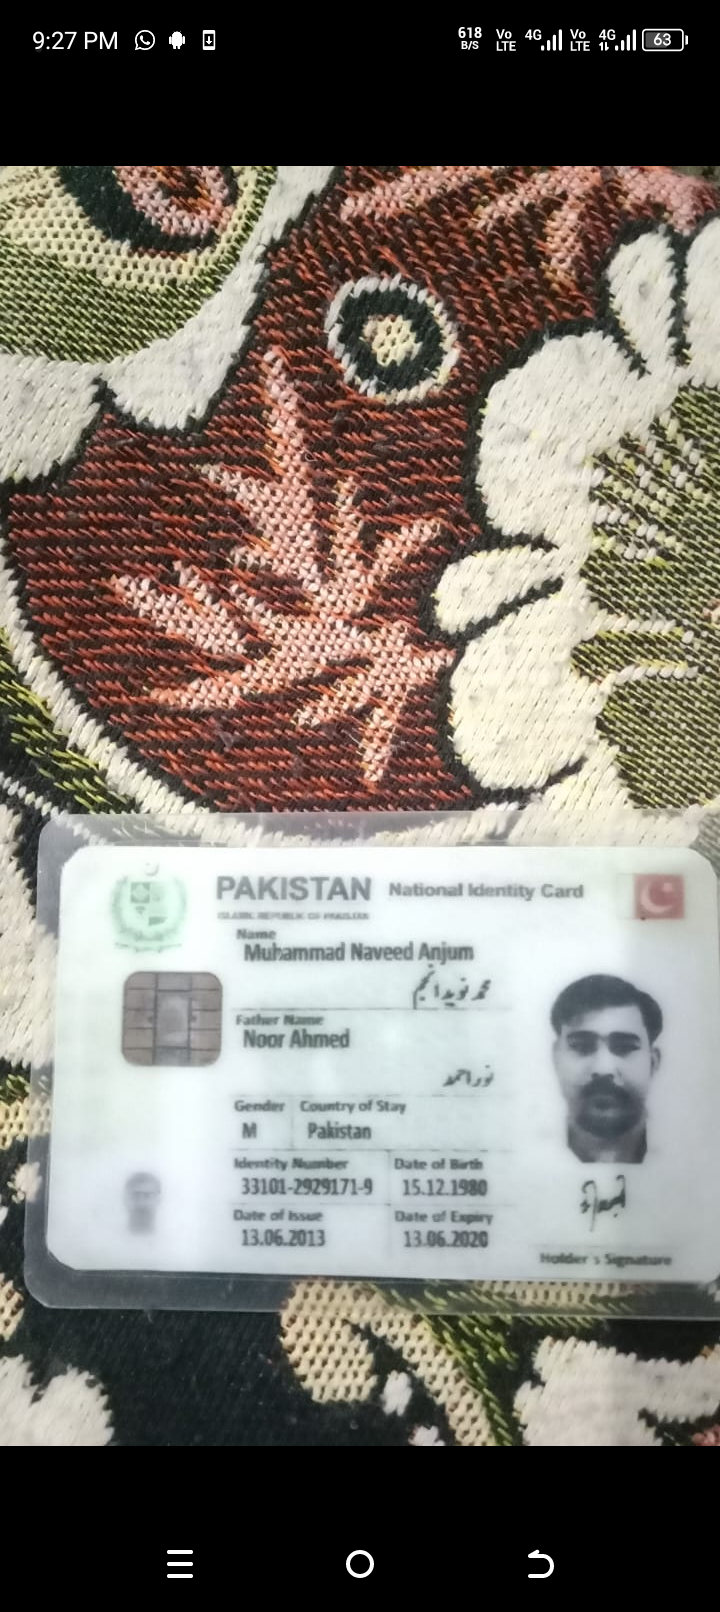 9:27 PM
618 B/S Vo LTE 4G Vo LTE 4G 63
PAKISTAN National Identity Card
ISLAMIC REPUBLIC OF PAKISTAN
Name
Muhammad Naveed Anjum
محمد نوید انجم
Father Name
Noor Ahmed
نور احمد
Gender Country of Stay
M Pakistan
Identity Number Date of Birth
33101-2929171-9 15.12.1980
Date of Issue Date of Expiry
13.06.2013 13.06.2020
Holder's Signature